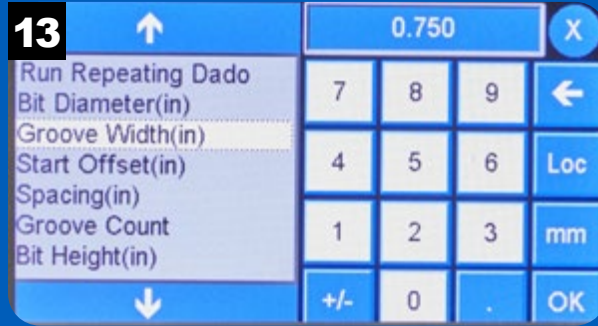 13
0.750
X
Run Repeating Dado
Bit Diameter(in)
Groove Width(in)
Start Offset(in)
Spacing(in)
Groove Count
Bit Height(in)
7 8 9
4 5 6 Loc
1 2 3 mm
+/- 0 . OK